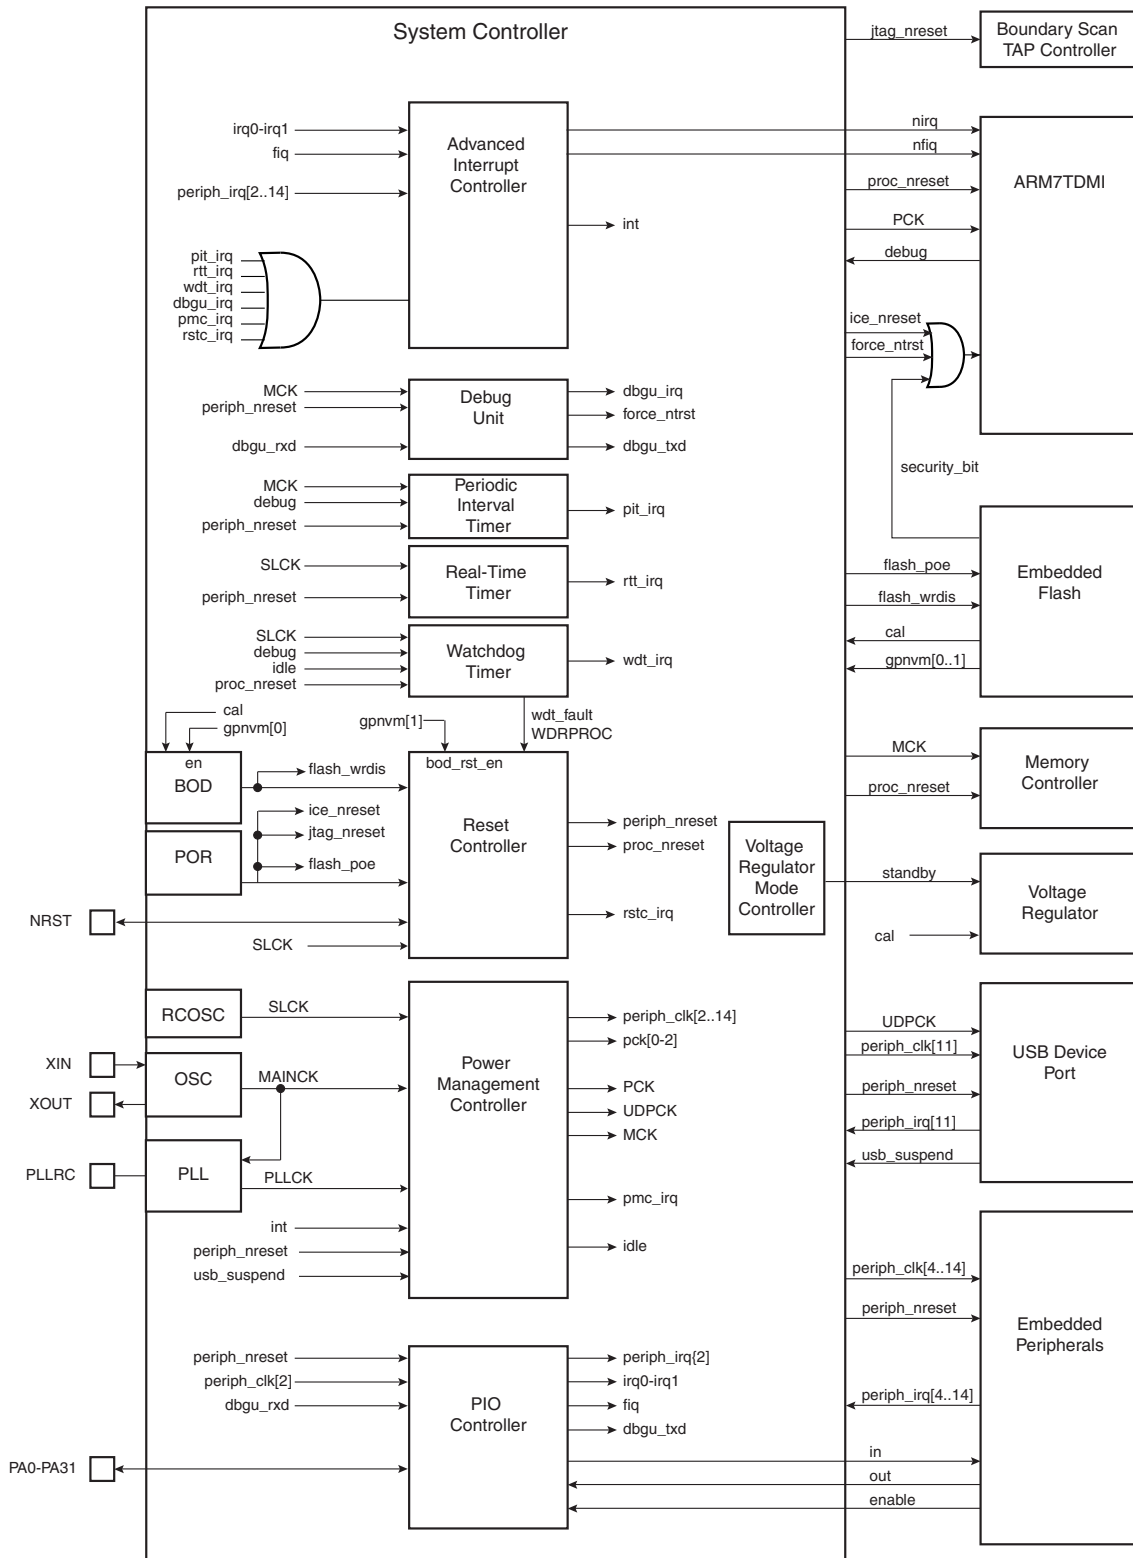 System Controller
jtag_nreset
Boundary Scan
TAP Controller
irq0-irq1
fiq
periph_irq[2..14]
Advanced
Interrupt
Controller
int
nirq
nfiq
proc_nreset
PCK
debug
ARM7TDMI
pit_irq
rtt_irq
wdt_irq
dbgu_irq
pmc_irq
rstc_irq
ice_nreset
force_ntrst
security_bit
MCK
periph_nreset
dbgu_rxd
Debug
Unit
dbgu_irq
force_ntrst
dbgu_txd
MCK
debug
periph_nreset
Periodic
Interval
Timer
pit_irq
SLCK
periph_nreset
Real-Time
Timer
rtt_irq
flash_poe
flash_wrdis
cal
gpnvm[0..1]
Embedded
Flash
SLCK
debug
idle
proc_nreset
Watchdog
Timer
wdt_irq
cal
gpnvm[0]
gpnvm[1]
wdt_fault
WDRPROC
en
BOD
flash_wrdis
bod_rst_en
ice_nreset
jtag_nreset
POR
flash_poe
Reset
Controller
periph_nreset
proc_nreset
rstc_irq
NRST
SLCK
MCK
proc_nreset
Memory
Controller
Voltage
Regulator
Mode
Controller
standby
cal
Voltage
Regulator
RCOSC
SLCK
XIN
XOUT
OSC
MAINCK
PLLRC
PLL
PLLCK
int
periph_nreset
usb_suspend
Power
Management
Controller
periph_clk[2..14]
pck[0-2]
PCK
UDPCK
MCK
pmc_irq
idle
UDPCK
periph_clk[11]
periph_nreset
periph_irq[11]
usb_suspend
USB Device
Port
periph_nreset
periph_clk[2]
dbgu_rxd
PA0-PA31
PIO
Controller
periph_irq{2]
irq0-irq1
fiq
dbgu_txd
periph_clk[4..14]
periph_nreset
periph_irq[4..14]
in
out
enable
Embedded
Peripherals